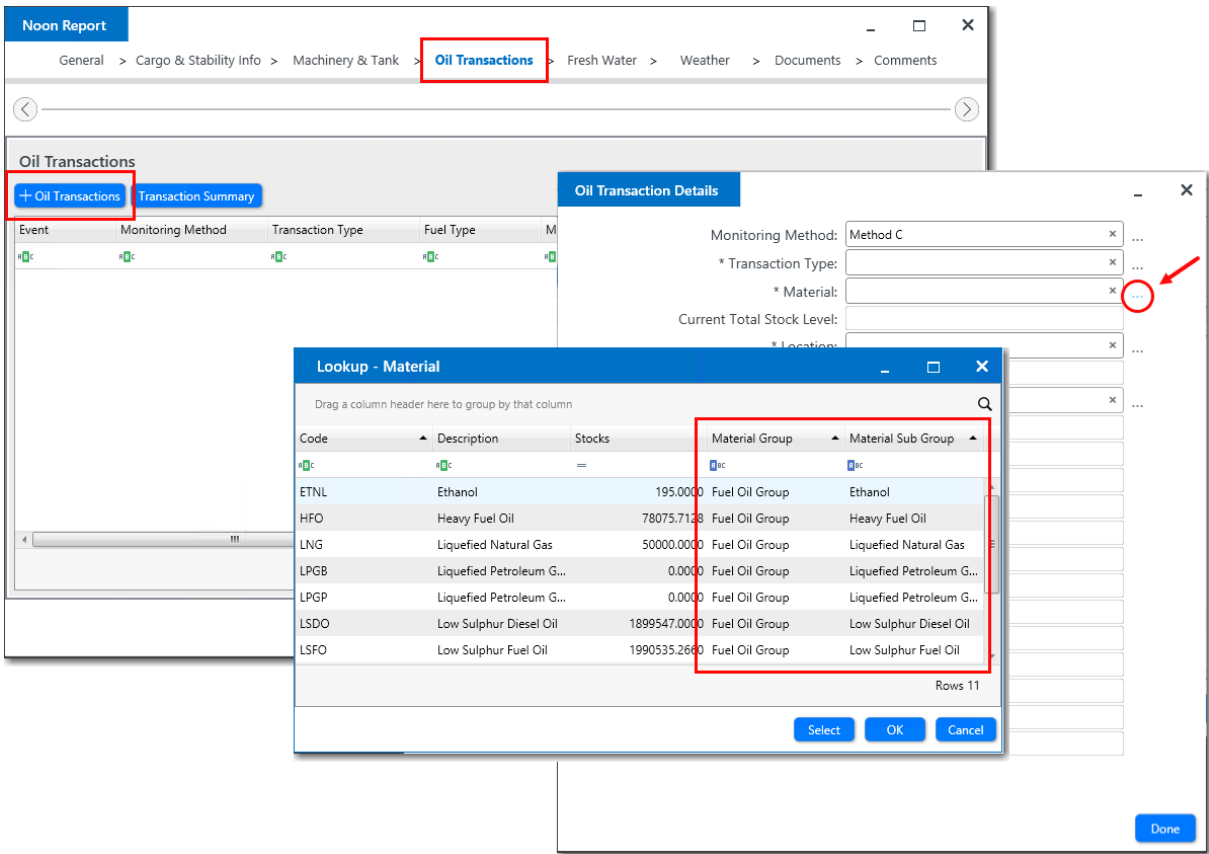 Noon Report
General > Cargo & Stability Info > Machinery & Tank > Oil Transactions > Fresh Water > Weather > Documents > Comments
Oil Transactions
+ Oil Transactions Transaction Summary
Event Monitoring Method Transaction Type Fuel Type M
Oil Transaction Details
Monitoring Method: Method C × ...
* Transaction Type: × ...
* Material: × ...
Current Total Stock Level:
* Location: × ...
× ...
Lookup - Material
Drag a column header here to group by that column
Code Description Stocks Material Group Material Sub Group
ETNL Ethanol 195.0000 Fuel Oil Group Ethanol
HFO Heavy Fuel Oil 78075.7128 Fuel Oil Group Heavy Fuel Oil
LNG Liquefied Natural Gas 50000.0000 Fuel Oil Group Liquefied Natural Gas
LPGB Liquefied Petroleum G... 0.0000 Fuel Oil Group Liquefied Petroleum G...
LPGP Liquefied Petroleum G... 0.0000 Fuel Oil Group Liquefied Petroleum G...
LSDO Low Sulphur Diesel Oil 1899547.0000 Fuel Oil Group Low Sulphur Diesel Oil
LSFO Low Sulphur Fuel Oil 1990535.2660 Fuel Oil Group Low Sulphur Fuel Oil
Rows 11
Select OK Cancel
Done